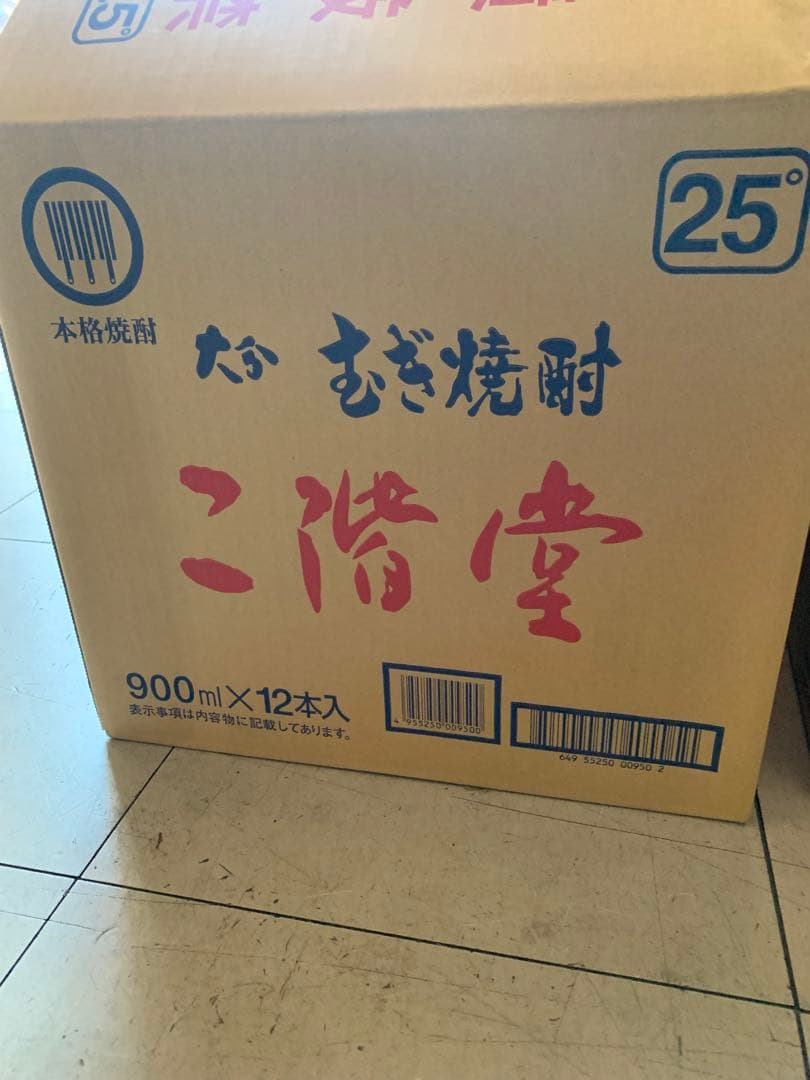 25°
本格焼酎
大分 むぎ焼酎
二階堂
900ml×12本入
表示事項は内容物に記載してあります。
4 955250 009500
649 55250 00950 2